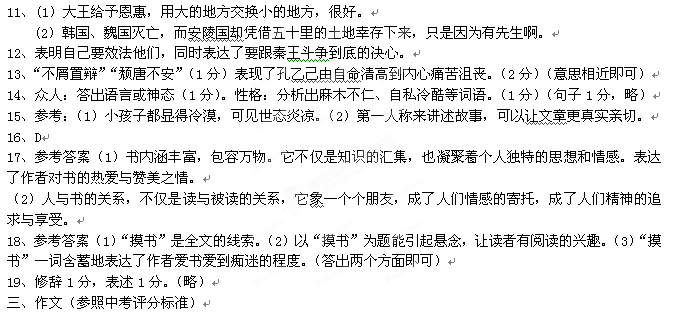 11、（1）大王给予恩惠，用大的地方交换小的地方，很好。
（2）韩国、魏国灭亡，而安陵国却凭借五十里的土地幸存下来，只是因为有先生啊。
12、表明自己要效法他们，同时表达了要跟秦王斗争到底的决心。
13、“不屑置辩”“颓唐不安”（1分）表现了孔乙己由自命清高到内心痛苦沮丧。（2分）（意思相近即可）
14、众人：答出语言或神态（1分）。性格：分析出麻木不仁、自私冷酷等词语。（1分）（句子1分，略）
15、参考：（1）小孩子都显得冷漠，可见世态炎凉。（2）第一人称来讲述故事，可以让文章更真实亲切。
16、D
17、参考答案（1）书内涵丰富，包容万物。它不仅是知识的汇集，也凝聚着个人独特的思想和情感。表达
了作者对书的热爱与赞美之情。
（2）人与书的关系，不仅是读与被读的关系，它象一个个朋友，成了人们情感的寄托，成了人们精神的追
求与享受。
18、参考答案（1）“摸书”是全文的线索。（2）以“摸书”为题能引起悬念，让读者有阅读的兴趣。（3）“摸
书”一词含蓄地表达了作者爱书爱到痴迷的程度。（答出两个方面即可）
19、修辞1分，表述1分。（略）
三、作文（参照中考评分标准）